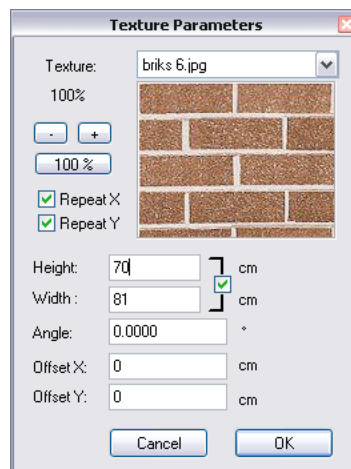 Texture Parameters
Texture: briks 6.jpg
100%
- +
100 %
Repeat X
Repeat Y
Height: 70 cm
Width : 81 cm
Angle: 0.0000 °
Offset X: 0 cm
Offset Y: 0 cm
Cancel OK